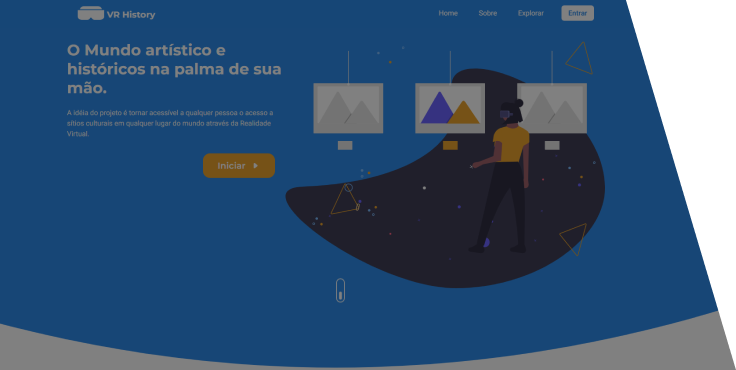 VR History
Home Sobre Explorar Entrar
O Mundo artístico e
históricos na palma de sua
mão.
A idéia do projeto é tornar acessível a qualquer pessoa o acesso a
sítios culturais em qualquer lugar do mundo através da Realidade
Virtual.
Iniciar